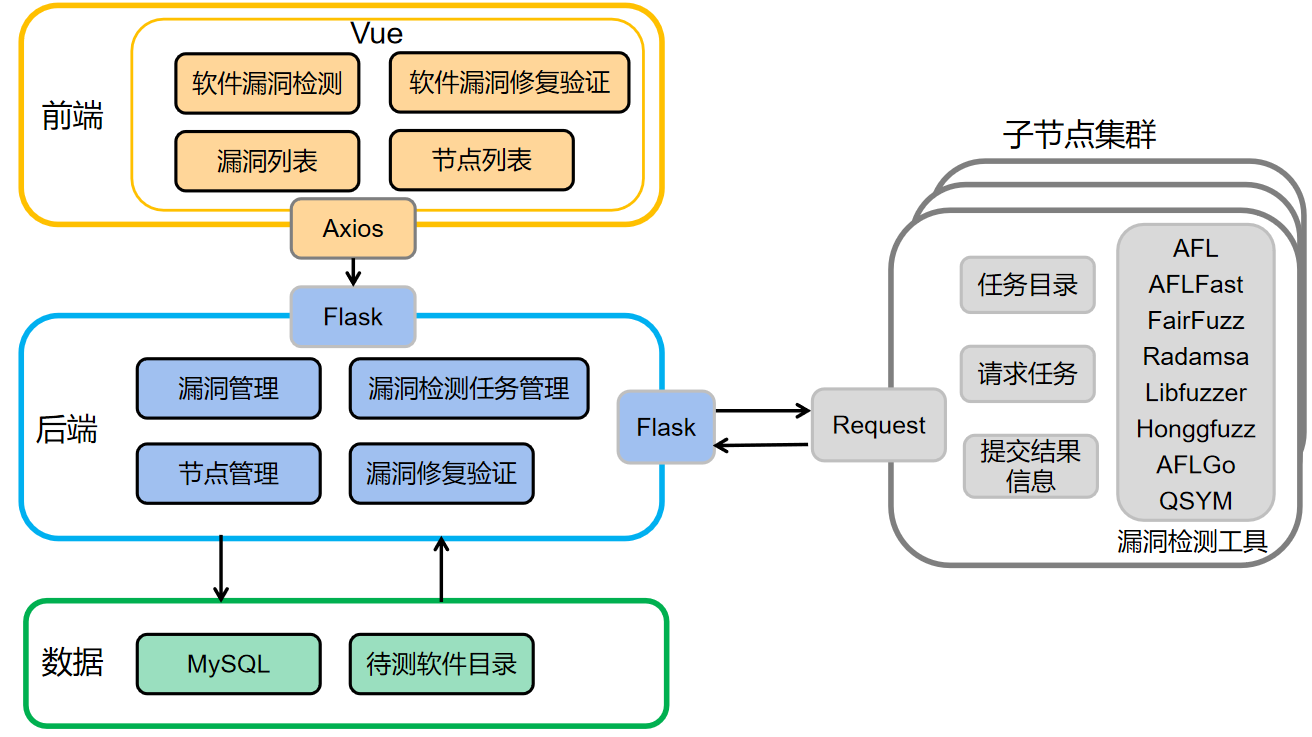 Vue
软件漏洞检测
软件漏洞修复验证
前端
漏洞列表
节点列表
Axios
Flask
漏洞管理
漏洞检测任务管理
后端
节点管理
漏洞修复验证
Flask
数据
MySQL
待测软件目录
子节点集群
Request
任务目录
请求任务
提交结果
信息
AFL
AFLFast
FairFuzz
Radamsa
Libfuzzer
Honggfuzz
AFLGo
QSYM
漏洞检测工具